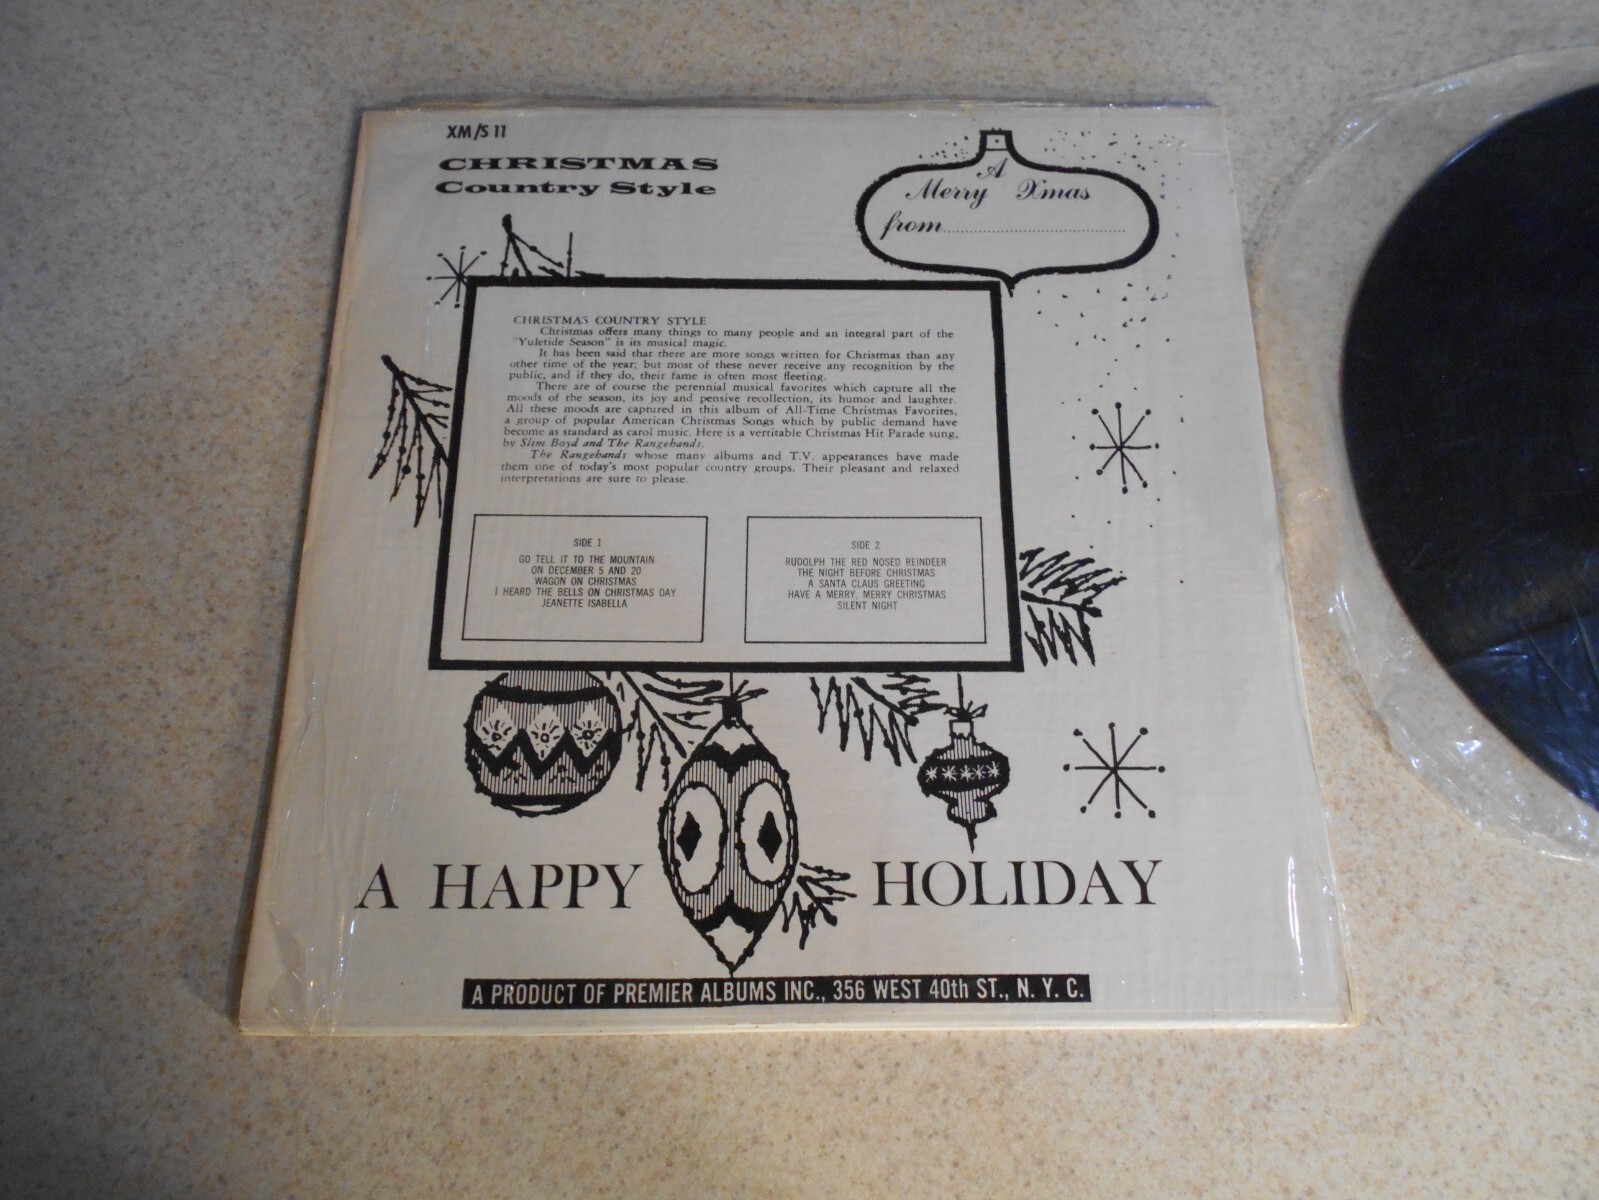 XM/S 11
CHRISTMAS
Country Style
A
Merry Xmas
from
CHRISTMAS COUNTRY STYLE
Christmas offers many things to many people and an integral part of the
"Yuletide Season" is its musical magic.
It has been said that there are more songs written for Christmas than any
other time of the year; but most of these never receive any recognition by the
public, and if they do, their fame is often most fleeting.
There are of course the perennial musical favorites which capture all the
moods of the season, its joy and pensive recollection, its humor and laughter.
All these moods are captured in this album of All-Time Christmas Favorites,
a group of popular American Christmas Songs which by public demand have
become as standard as carol music. Here is a vertitable Christmas Hit Parade sung,
by Slim Boyd and The Rangehands.
The Rangehands whose many albums and T.V. appearances have made
them one of today's most popular country groups. Their pleasant and relaxed
interpretations are sure to please.
SIDE 1
GO TELL IT TO THE MOUNTAIN
ON DECEMBER 5 AND 20
WAGON ON CHRISTMAS
I HEARD THE BELLS ON CHRISTMAS DAY
JEANETTE ISABELLA
SIDE 2
RUDOLPH THE RED NOSED REINDEER
THE NIGHT BEFORE CHRISTMAS
A SANTA CLAUS GREETING
HAVE A MERRY, MERRY CHRISTMAS
SILENT NIGHT
A HAPPY HOLIDAY
A PRODUCT OF PREMIER ALBUMS INC., 356 WEST 40th ST., N. Y. C.